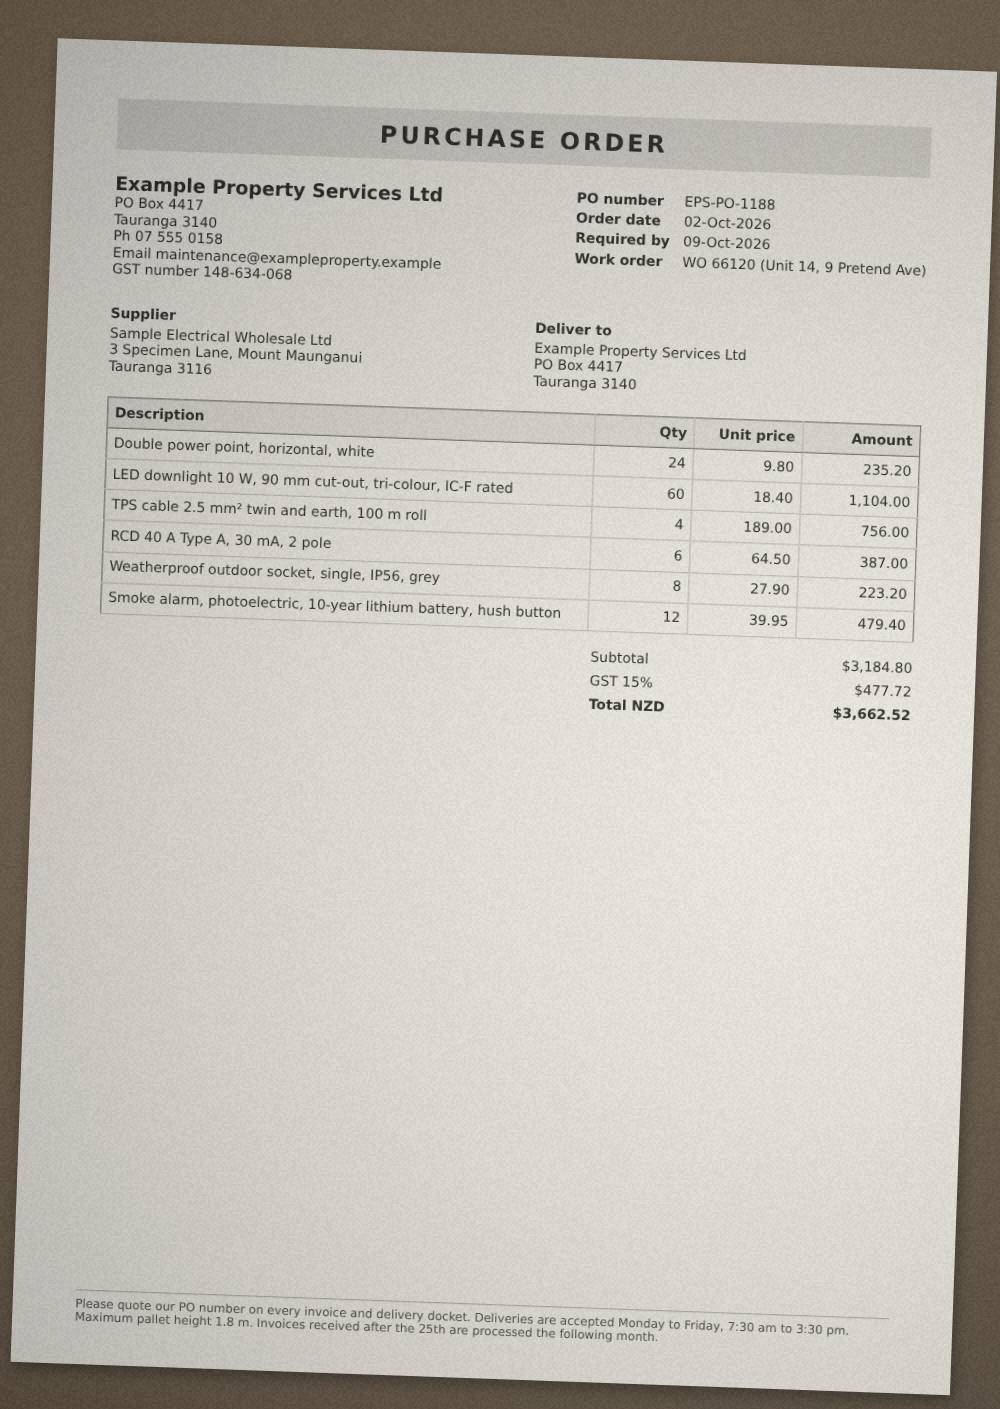 PURCHASE ORDER
Example Property Services Ltd
PO Box 4417
Tauranga 3140
Ph 07 555 0158
Email maintenance@exampleproperty.example
GST number 148-634-068
PO number EPS-PO-1188
Order date 02-Oct-2026
Required by 09-Oct-2026
Work order WO 66120 (Unit 14, 9 Pretend Ave)
Supplier
Sample Electrical Wholesale Ltd
3 Specimen Lane, Mount Maunganui
Tauranga 3116
Deliver to
Example Property Services Ltd
PO Box 4417
Tauranga 3140
Description Qty Unit price Amount
Double power point, horizontal, white 24 9.80 235.20
LED downlight 10 W, 90 mm cut-out, tri-colour, IC-F rated 60 18.40 1,104.00
TPS cable 2.5 mm² twin and earth, 100 m roll 4 189.00 756.00
RCD 40 A Type A, 30 mA, 2 pole 6 64.50 387.00
Weatherproof outdoor socket, single, IP56, grey 8 27.90 223.20
Smoke alarm, photoelectric, 10-year lithium battery, hush button 12 39.95 479.40
Subtotal $3,184.80
GST 15% $477.72
Total NZD $3,662.52
Please quote our PO number on every invoice and delivery docket. Deliveries are accepted Monday to Friday, 7:30 am to 3:30 pm.
Maximum pallet height 1.8 m. Invoices received after the 25th are processed the following month.